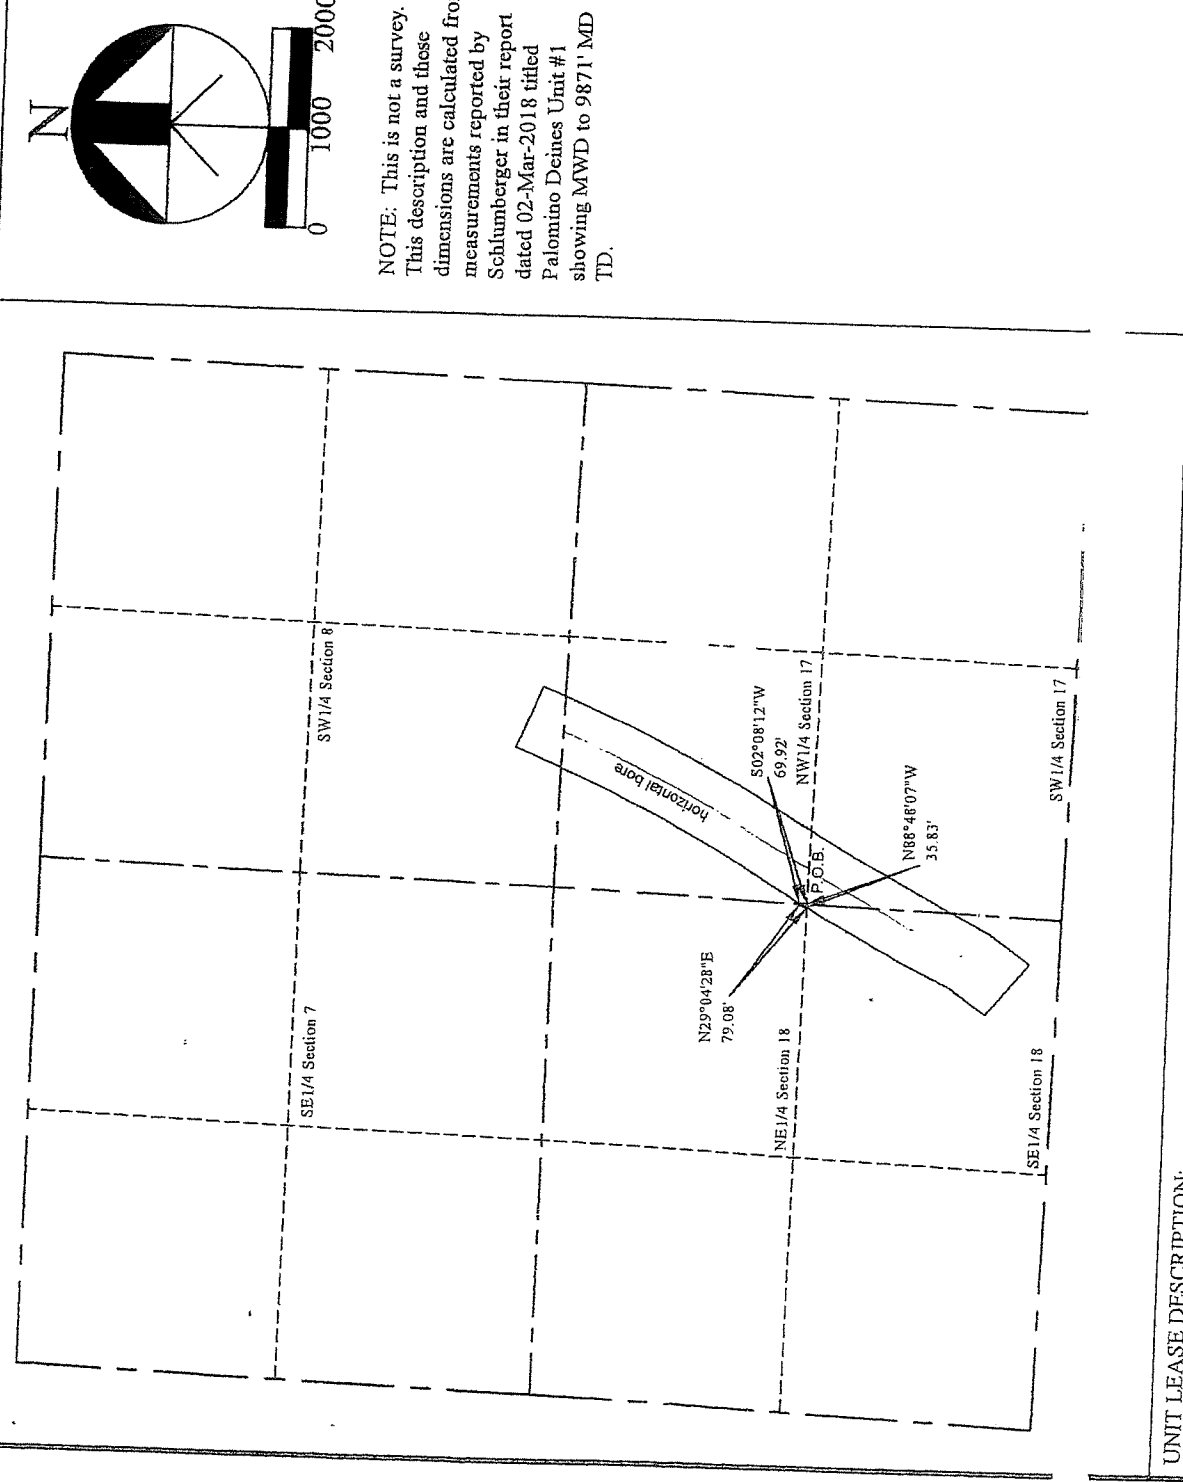 N
0 1000 2000
NOTE: This is not a survey.
This description and these
dimensions are calculated
measurements reported by
Schlumberger in their report
dated 02-Mar-2018 titled
Palomino Deines Unit #1
showing MWD to 9871' MD
TD.
SW1/4 Section 8
SE1/4 Section 7
horizontal bore
S02°08'12"W
69.92'
NW1/4 Section 17
P.O.B.
N88°48'07"W
35.83'
N29°04'28"E
79.08'
NE1/4 Section 18
SW1/4 Section 17
SE1/4 Section 18
UNIT LEASE DESCRIPTION: